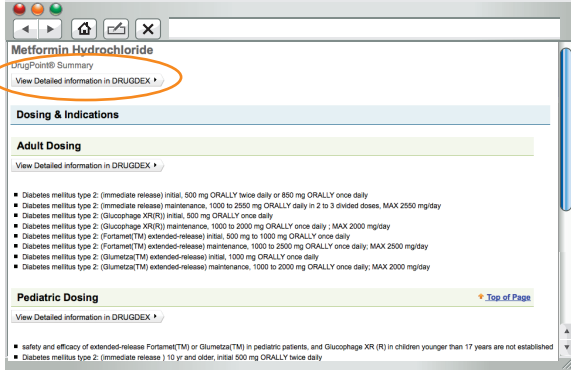 Metformin Hydrochloride
DrugPoint® Summary
View Detailed information in DRUGDEX
Dosing & Indications
Adult Dosing
View Detailed information in DRUGDEX
Diabetes mellitus type 2: (immediate release) initial, 500 mg ORALLY twice daily or 850 mg ORALLY once daily
Diabetes mellitus type 2: (immediate release) maintenance, 1000 to 2550 mg ORALLY daily in 2 to 3 divided doses, MAX 2550 mg/day
Diabetes mellitus type 2: (Glucophage XR(R)) initial, 500 mg ORALLY once daily
Diabetes mellitus type 2: (Glucophage XR(R)) maintenance, 1000 to 2000 mg ORALLY once daily ; MAX 2000 mg/day
Diabetes mellitus type 2: (Fortamet(TM) extended-release) initial, 500 mg to 1000 mg ORALLY once daily
Diabetes mellitus type 2: (Fortamet(TM) extended-release) maintenance, 1000 to 2500 mg ORALLY once daily; MAX 2500 mg/day
Diabetes mellitus type 2: (Glumetza(TM) extended-release) initial, 1000 mg ORALLY once daily
Diabetes mellitus type 2: (Glumetza(TM) extended-release) maintenance, 1000 to 2000 mg ORALLY once daily; MAX 2000 mg/day
Pediatric Dosing Top of Page
View Detailed information in DRUGDEX
safety and efficacy of extended-release Fortamet(TM) or Glumetza(TM) in pediatric patients, and Glucophage XR (R) in children younger than 17 years are not established
Diabetes mellitus type 2: (immediate release ) 10 yr and older, initial 500 mg ORALLY twice daily